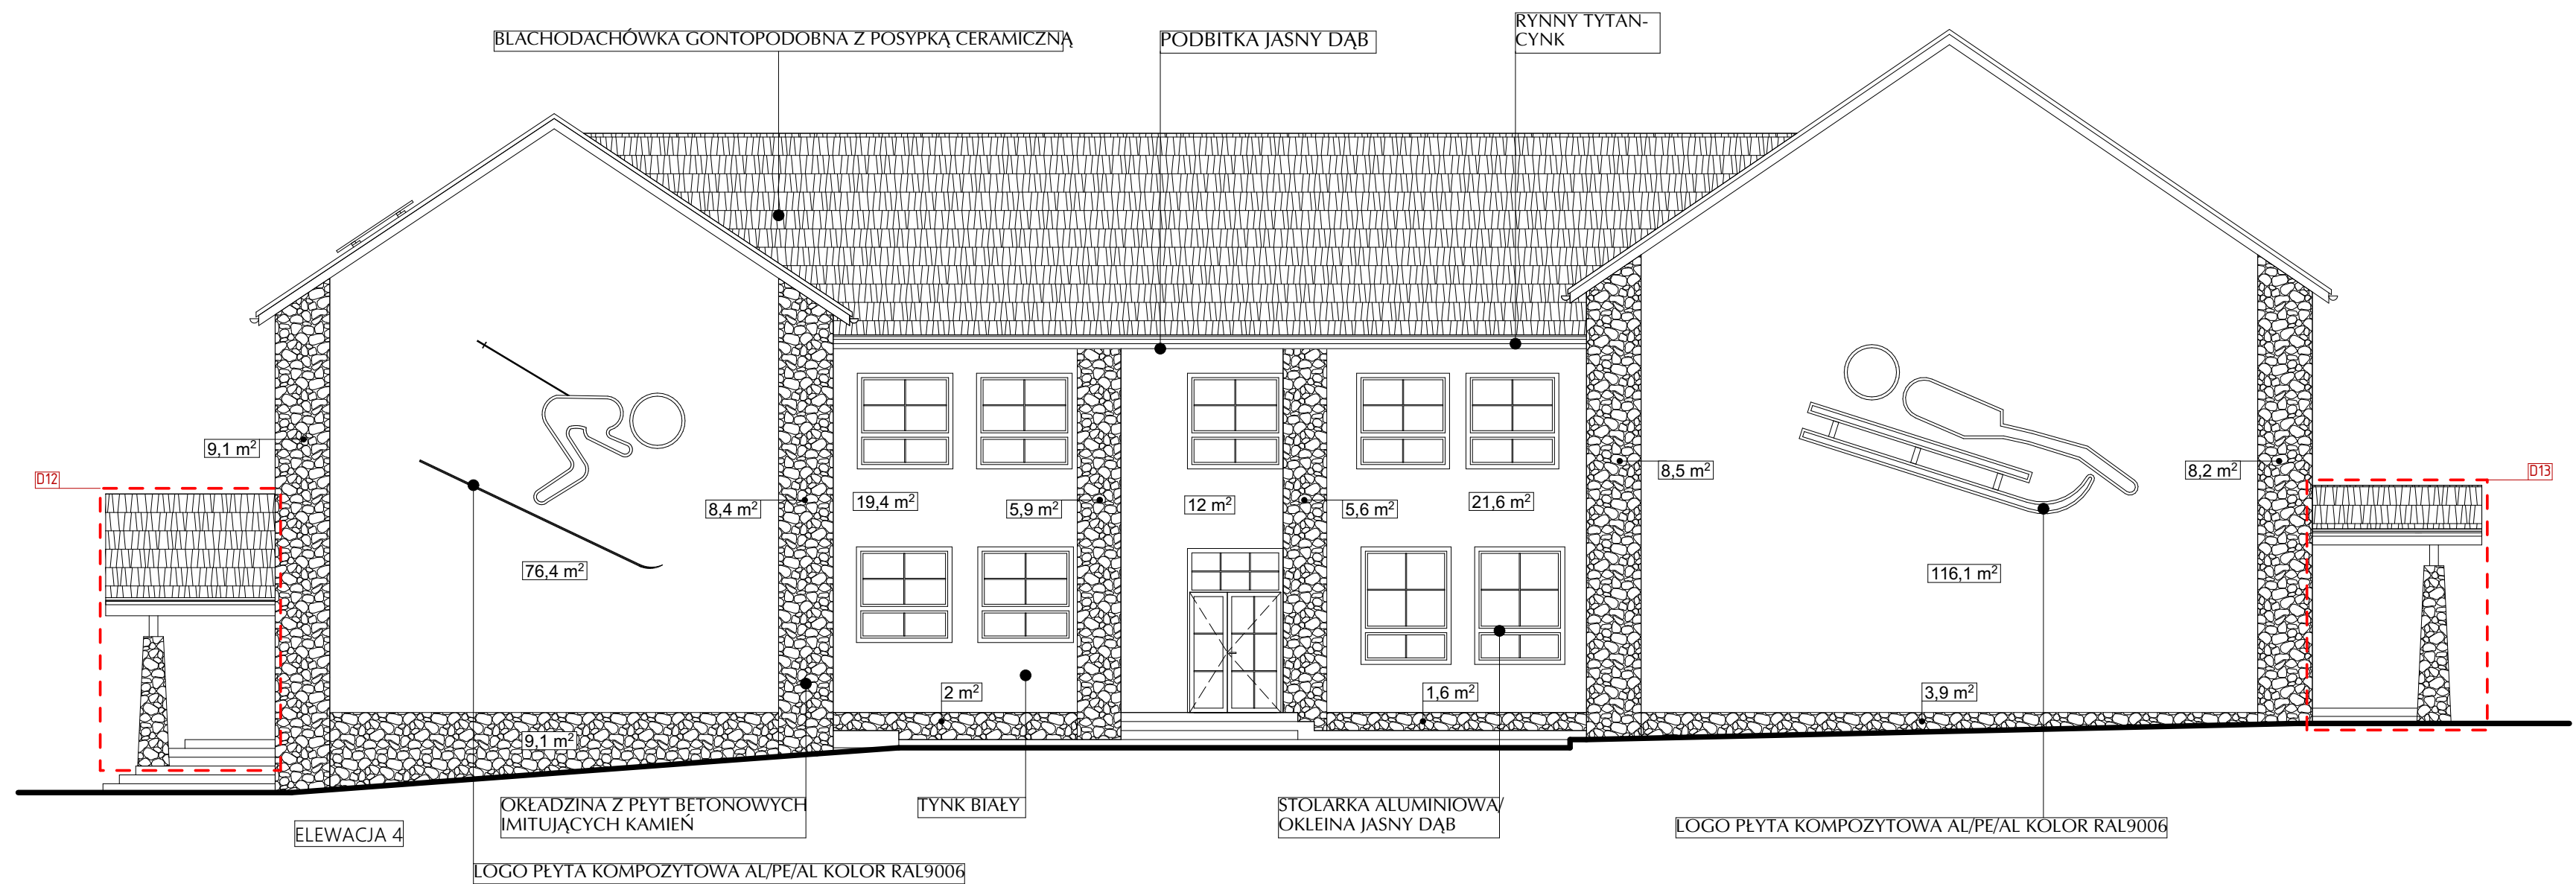 RYNNY TYTAN-
CYNK
BLACHODACHÓWKA GONTOPODOBNA Z POSYPKĄ CERAMICZNĄ
PODBITKA JASNY DĄB
9,1 m²
8,5 m²
8,2 m²
D12
D13
8,4 m²
19,4 m²
5,9 m²
12 m²
5,6 m²
21,6 m²
76,4 m²
116,1 m²
2 m²
1,6 m²
3,9 m²
9,1 m²
OKŁADZINA Z PŁYT BETONOWYCH
IMITUJĄCYCH KAMIEŃ
TYNK BIAŁY
STOLARKA ALUMINIOWA/
OKLEINA JASNY DĄB
LOGO PŁYTA KOMPOZYTOWA AL/PE/AL KOLOR RAL9006
ELEWACJA 4
LOGO PŁYTA KOMPOZYTOWA AL/PE/AL KOLOR RAL9006